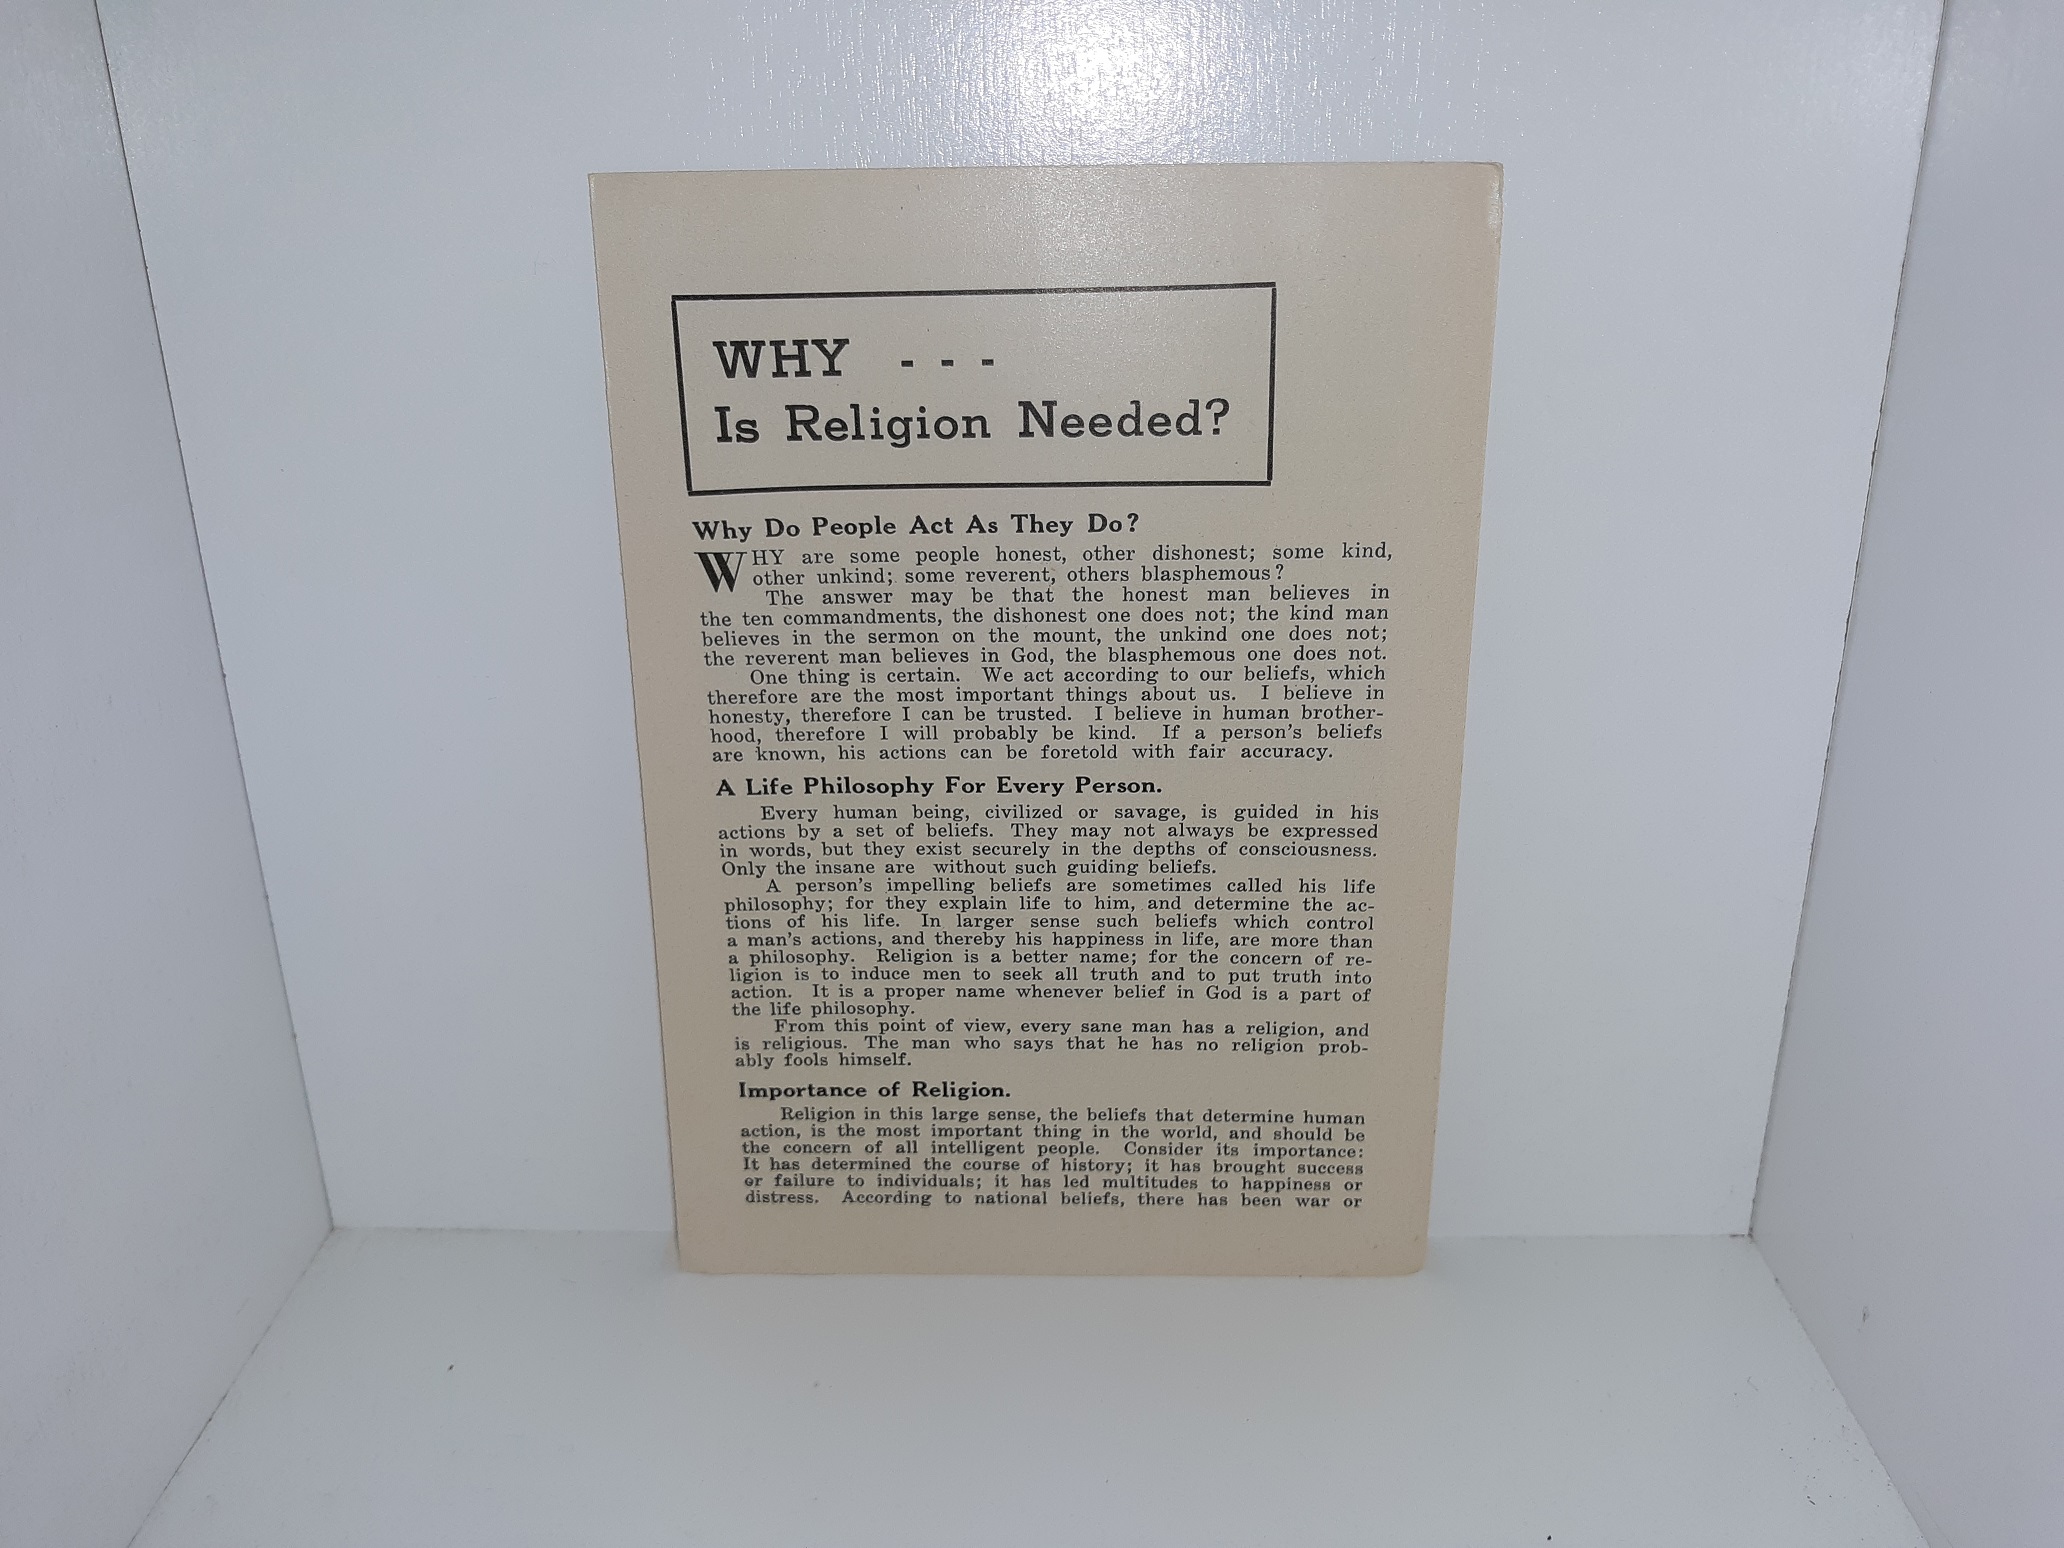 WHY - - -
Is Religion Needed?
Why Do People Act As They Do?
WHY are some people honest, other dishonest; some kind,
other unkind; some reverent, others blasphemous?
The answer may be that the honest man believes in
the ten commandments, the dishonest one does not; the kind man
believes in the sermon on the mount, the unkind one does not;
the reverent man believes in God, the blasphemous one does not.
One thing is certain. We act according to our beliefs, which
therefore are the most important things about us. I believe in
honesty, therefore I can be trusted. I believe in human brother-
hood, therefore I will probably be kind. If a person's beliefs
are known, his actions can be foretold with fair accuracy.
A Life Philosophy For Every Person.
Every human being, civilized or savage, is guided in his
actions by a set of beliefs. They may not always be expressed
in words, but they exist securely in the depths of consciousness.
Only the insane are without such guiding beliefs.
A person's impelling beliefs are sometimes called his life
philosophy; for they explain life to him, and determine the ac-
tions of his life. In larger sense such beliefs which control
a man's actions, and thereby his happiness in life, are more than
a philosophy. Religion is a better name; for the concern of re-
ligion is to induce men to seek all truth and to put truth into
action. It is a proper name whenever belief in God is a part of
the life philosophy.
From this point of view, every sane man has a religion, and
is religious. The man who says that he has no religion prob-
ably fools himself.
Importance of Religion.
Religion in this large sense, the beliefs that determine human
action, is the most important thing in the world, and should be
the concern of all intelligent people. Consider its importance:
It has determined the course of history; it has brought success
or failure to individuals; it has led multitudes to happiness or
distress. According to national beliefs, there has been war or